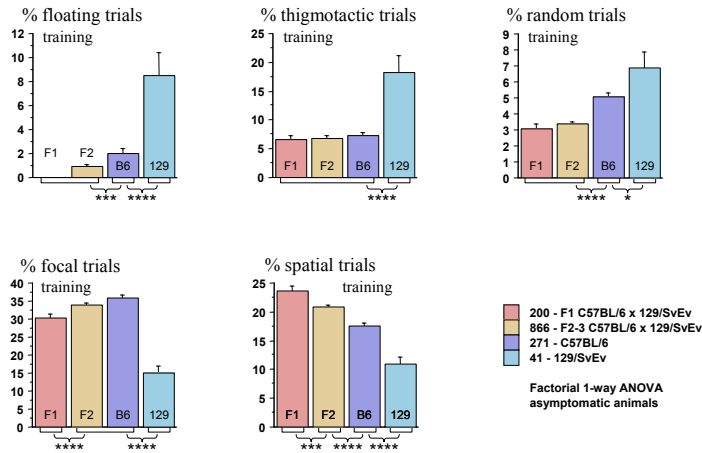 % floating trials
training
12
10
8
6
4
2
0
F1
F2
B6
129
***
****
% thigmotactic trials
training
25
20
15
10
5
0
F1
F2
B6
129
****
% random trials
training
9
8
7
6
5
4
3
2
1
0
F1
F2
B6
129
****
*
% focal trials
training
40
35
30
25
20
15
10
5
0
F1
F2
B6
129
****
****
% spatial trials
training
25
20
15
10
5
0
F1
F2
B6
129
***
****
****
200 - F1 C57BL/6 x 129/SvEv
866 - F2-3 C57BL/6 x 129/SvEv
271 - C57BL/6
41 - 129/SvEv
Factorial 1-way ANOVA
asymptomatic animals